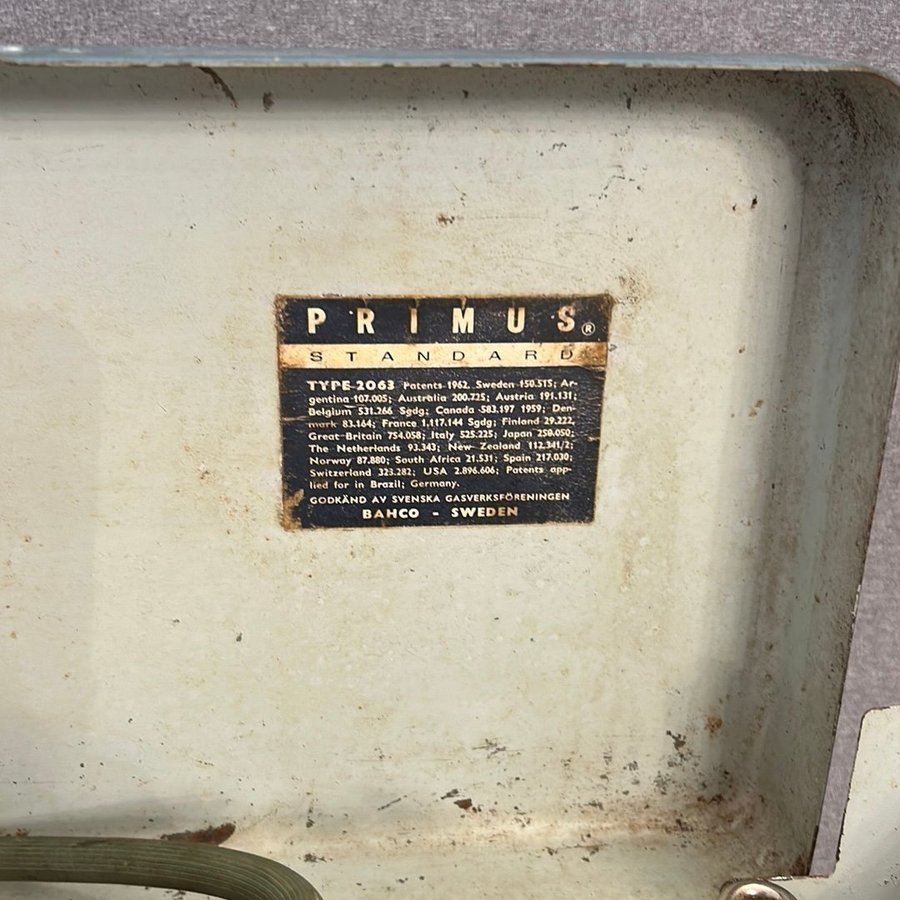 PRIMUS®
STANDARD
TYPE 2063 Patents 1962. Sweden 150.515; Ar-
gentina 107.005; Australia 200.725; Austria 191.131;
Belgium 531.266 Sgdg; Canada 583.197 1959; Den-
mark 83.164; France 1.117.144 Sgdg; Finland 29.222,
Great Britain 754.058; Italy 525.225; Japan 250.050;
The Netherlands 93.343; New Zealand 112.341/2;
Norway 87.880; South Africa 21.531; Spain 217.030;
Switzerland 323.282; USA 2.896.606; Patents app-
lied for in Brazil; Germany.
GODKÄND AV SVENSKA GASVERKSFÖRENINGEN
BAHCO - SWEDEN